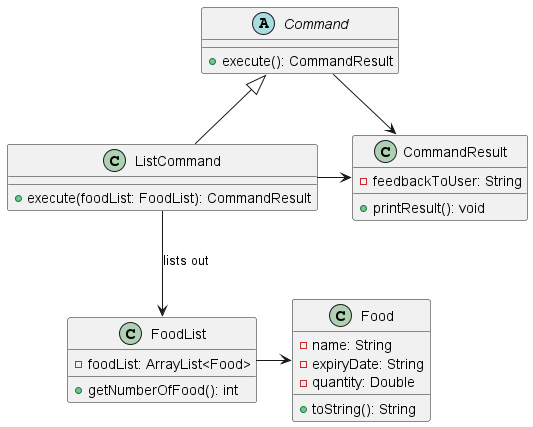 A Command
execute(): CommandResult
C ListCommand
execute(foodList: FoodList): CommandResult
C CommandResult
feedbackToUser: String
printResult(): void
lists out
C FoodList
foodList: ArrayList<Food>
getNumberOfFood(): int
C Food
name: String
expiryDate: String
quantity: Double
toString(): String